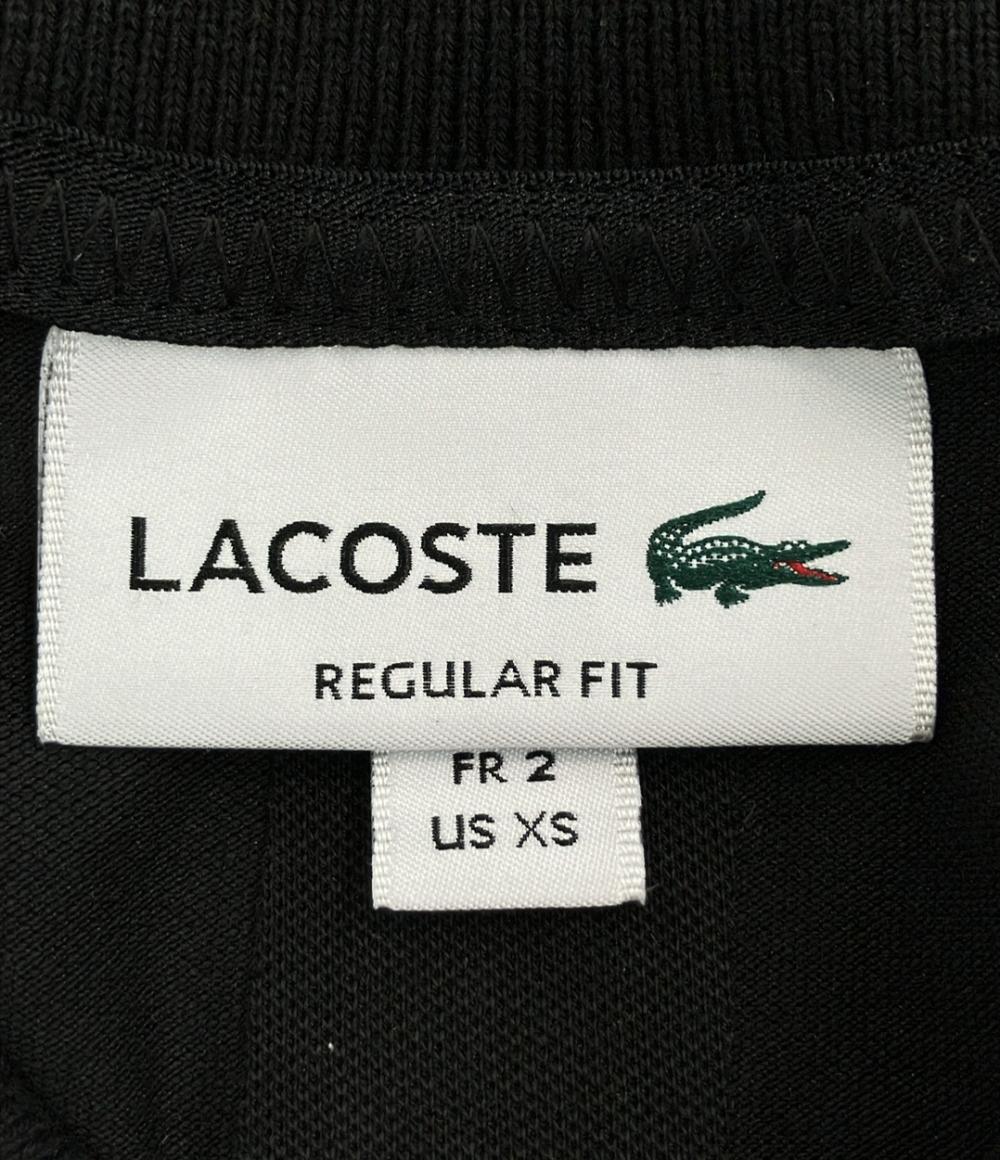 LACOSTE
REGULAR FIT
FR 2
US XS